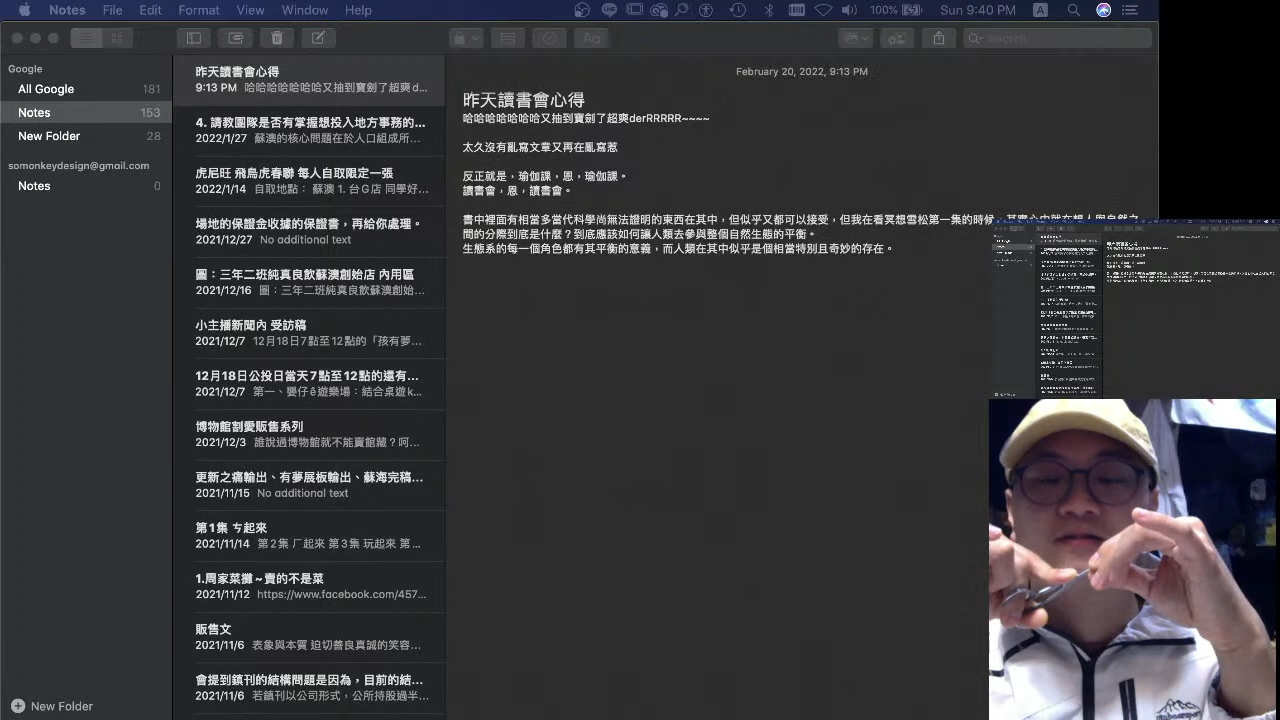 Notes File Edit Format View Window Help
100% Sun 9:40 PM A
Aa
Search
Google
All Google 181
Notes 153
New Folder 28
somonkeydesign@gmail.com
Notes 0
New Folder
昨天讀書會心得
9:13 PM 哈哈哈哈哈哈哈又抽到寶劍了超爽d...
4. 請教團隊是否有掌握想投入地方事務的...
2022/1/27 蘇澳的核心問題在於人口組成所...
虎尼旺 飛鳥虎春聯 每人自取限定一張
2022/1/14 自取地點： 蘇澳 1. 台G店 同學好...
場地的保證金收據的保證書，再給你處理。
2021/12/27 No additional text
圖：三年二班純真良飲蘇澳創始店 內用區
2021/12/16 圖：三年二班純真良飲蘇澳創始...
小主播新聞內 受訪稿
2021/12/7 12月18日7點至12點的「孩有夢...
12月18日公投日當天7點至12點的還有...
2021/12/7 第一、嬰仔ê遊樂場：結合桌遊k...
博物館割愛販售系列
2021/12/3 誰說過博物館就不能賣館藏？呵...
更新之痛輸出、有夢展板輸出、蘇海完稿...
2021/11/15 No additional text
第1集 ㄘ起來
2021/11/14 第2集 ㄏ起來 第3集 玩起來 第...
1.周家菜攤～賣的不是菜
2021/11/12 https://www.facebook.com/457...
販售文
2021/11/6 表象與本質 迫切善良真誠的笑容...
會提到鎮刊的結構問題是因為，目前的結...
2021/11/6 若鎮刊以公司形式，公所持股過半...
February 20, 2022, 9:13 PM
昨天讀書會心得
哈哈哈哈哈哈哈又抽到寶劍了超爽derRRRRR~~~~
太久沒有亂寫文章又再在亂寫惹
反正就是，瑜伽課，恩，瑜伽課。
讀書會，恩，讀書會。
書中裡面有相當多當代科學尚無法證明的東西在其中，但似乎又都可以接受，但我在看冥想雪松第一集的時候，其實心中就在想人與自然之
間的分際到底是什麼？到底應該如何讓人類去參與整個自然生態的平衡。
生態系的每一個角色都有其平衡的意義，而人類在其中似乎是個相當特別且奇妙的存在。